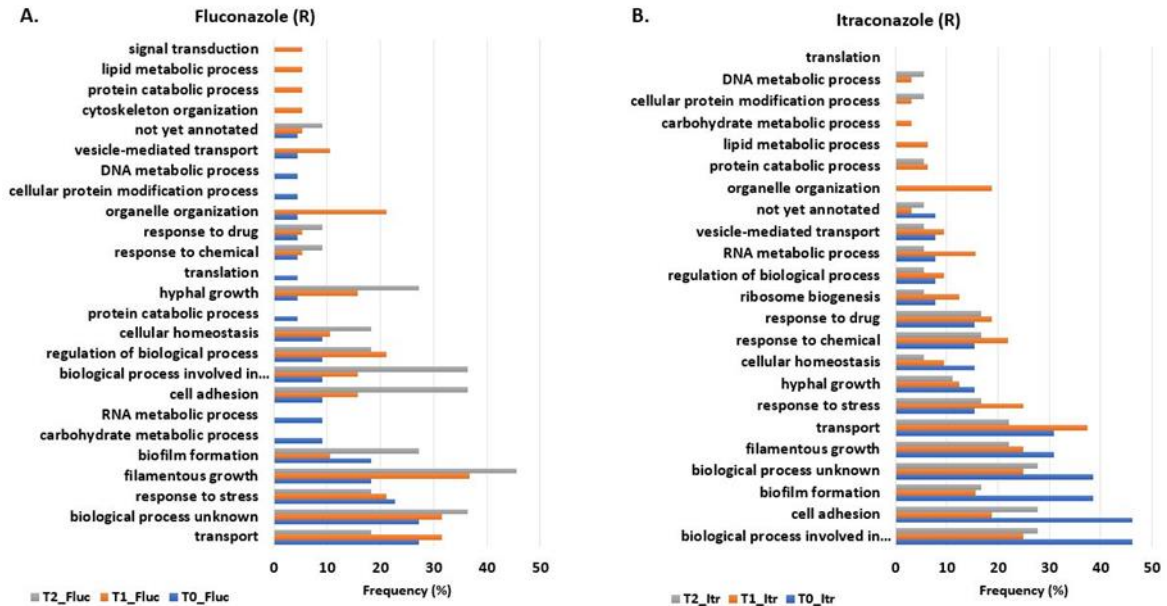 A.
Fluconazole (R)
signal transduction
lipid metabolic process
protein catabolic process
cytoskeleton organization
not yet annotated
vesicle-mediated transport
DNA metabolic process
cellular protein modification process
organelle organization
response to drug
response to chemical
translation
hyphal growth
protein catabolic process
cellular homeostasis
regulation of biological process
biological process involved in...
cell adhesion
RNA metabolic process
carbohydrate metabolic process
biofilm formation
filamentous growth
response to stress
biological process unknown
transport
0 10 20 30 40 50
Frequency (%)
T2_Fluc T1_Fluc T0_Fluc
B.
Itraconazole (R)
translation
DNA metabolic process
cellular protein modification process
carbohydrate metabolic process
lipid metabolic process
protein catabolic process
organelle organization
not yet annotated
vesicle-mediated transport
RNA metabolic process
regulation of biological process
ribosome biogenesis
response to drug
response to chemical
cellular homeostasis
hyphal growth
response to stress
transport
filamentous growth
biological process unknown
biofilm formation
cell adhesion
biological process involved in...
0 10 20 30 40 50
Frequency (%)
T2_Itr T1_Itr T0_Itr